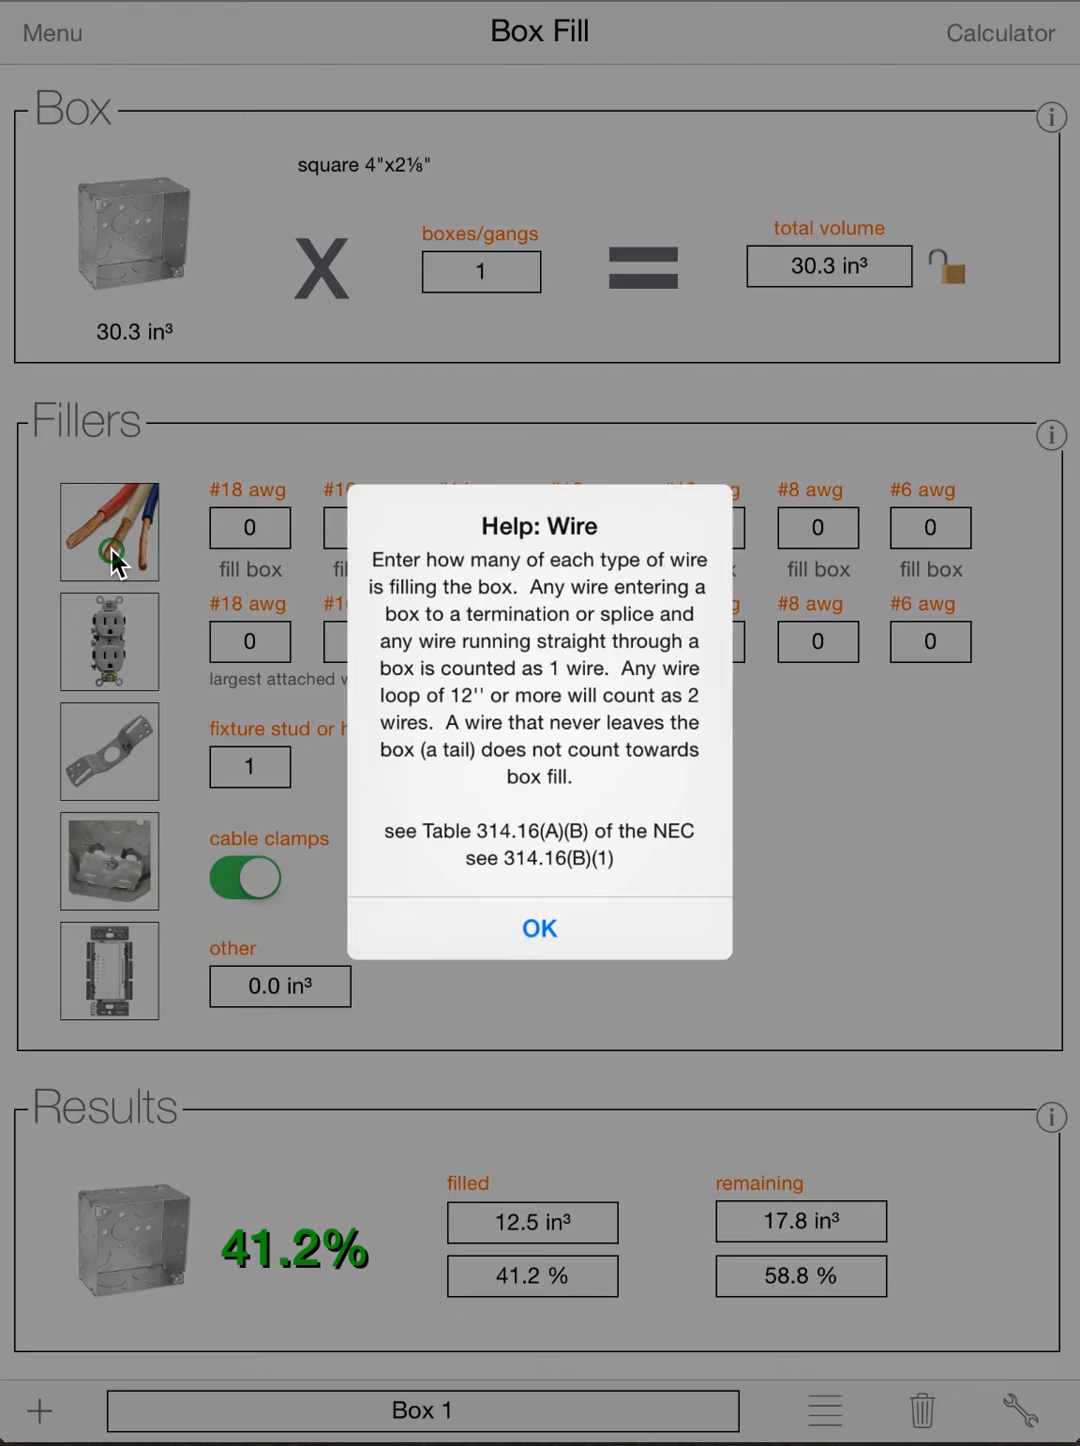 Menu
Box Fill
Calculator
Box
square 4"x2⅛"
boxes/gangs
total volume
X
1
=
30.3 in³
30.3 in³
Fillers
#18 awg
#8 awg
#6 awg
0
0
0
fill box
fill box
fill box
#18 awg
#8 awg
#6 awg
0
0
0
largest attached
fixture stud or
1
cable clamps
other
0.0 in³
Help: Wire
Enter how many of each type of wire
is filling the box. Any wire entering a
box to a termination or splice and
any wire running straight through a
box is counted as 1 wire. Any wire
loop of 12'' or more will count as 2
wires. A wire that never leaves the
box (a tail) does not count towards
box fill.
see Table 314.16(A)(B) of the NEC
see 314.16(B)(1)
OK
Results
filled
remaining
41.2%
12.5 in³
17.8 in³
41.2 %
58.8 %
Box 1